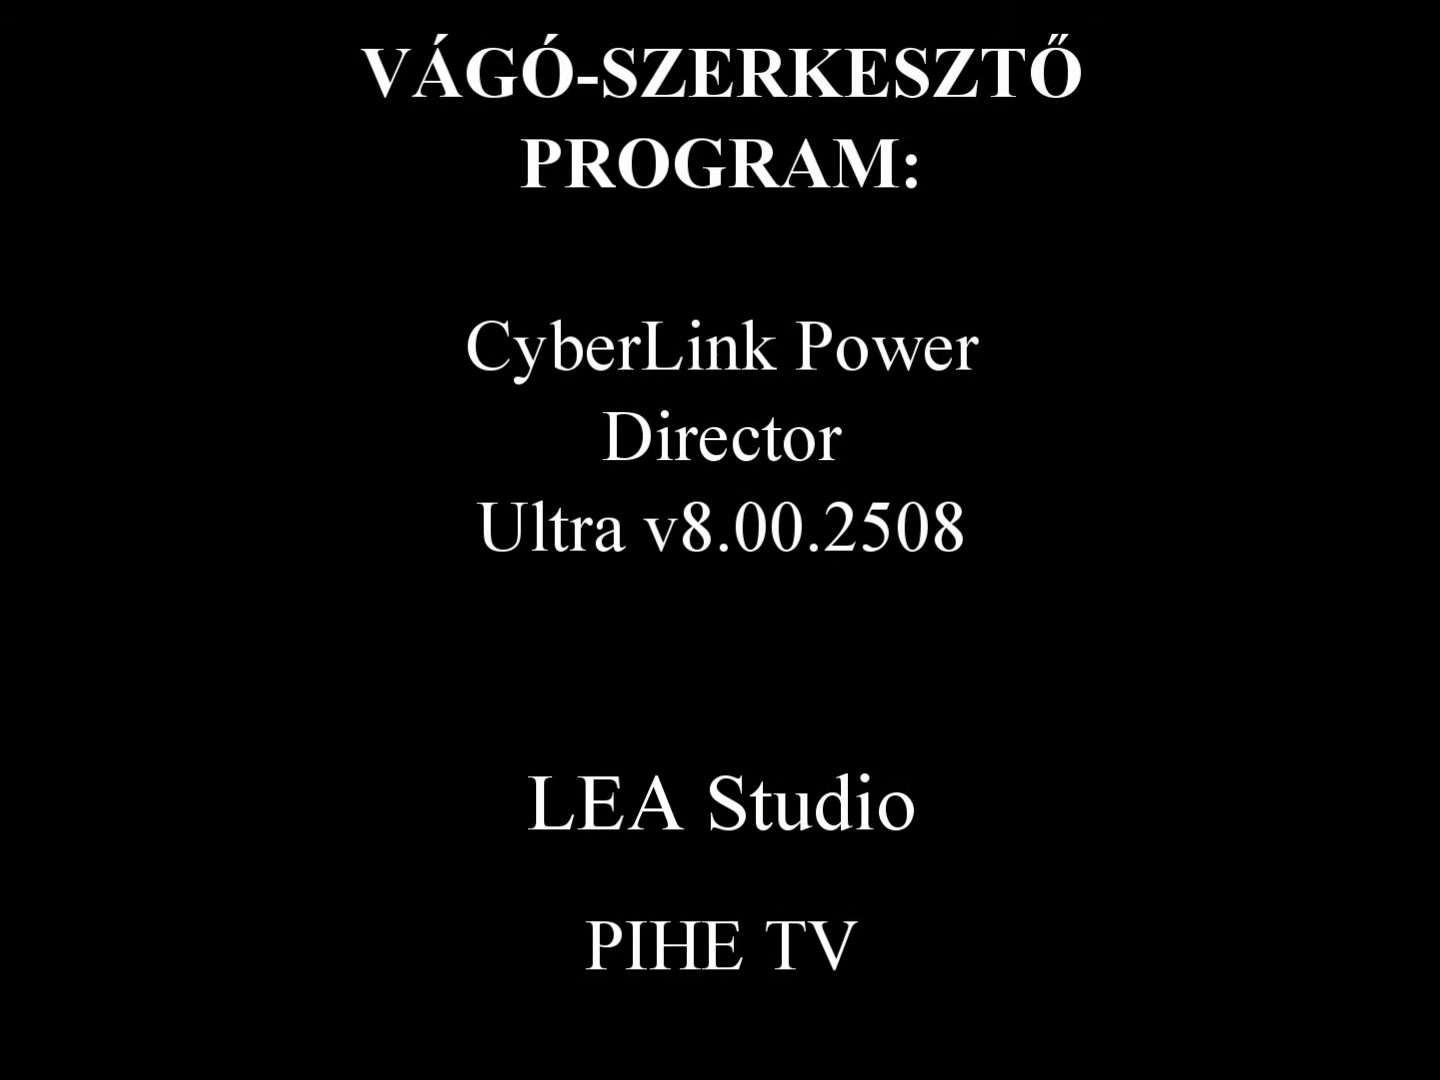 VÁGÓ-SZERKESZTŐ
PROGRAM:
CyberLink Power
Director
Ultra v8.00.2508
LEA Studio
PIHE TV